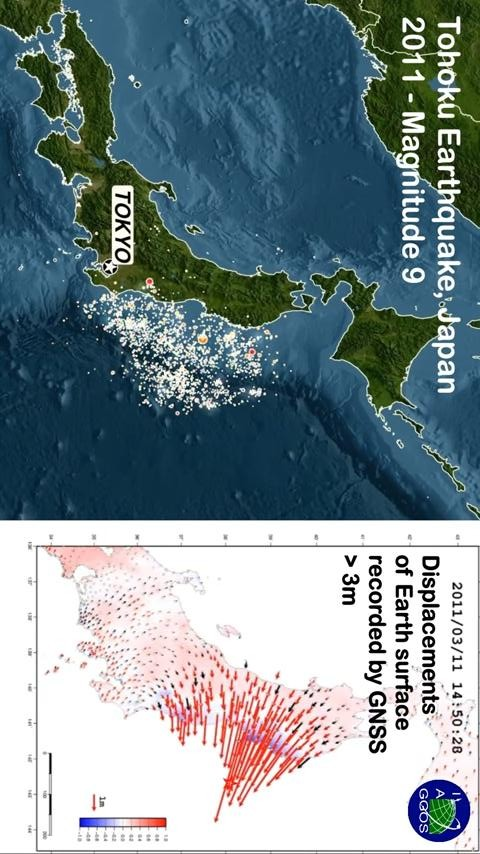 Tohoku Earthquake, Japan
2011 - Magnitude 9
TOKYO
2011/03/11 14:50:28
Displacements
of Earth surface
recorded by GNSS
> 3m
1m
IAG
GGOS